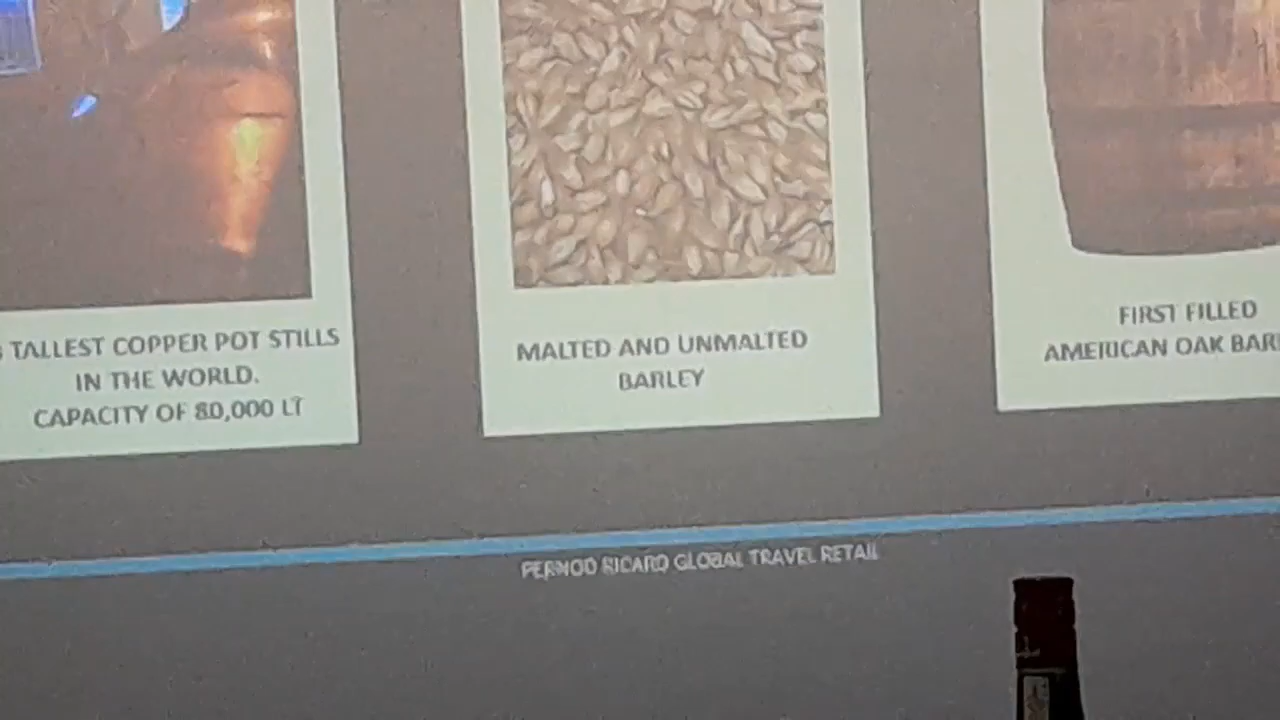 TALLEST COPPER POT STILLS
IN THE WORLD.
CAPACITY OF 80,000 LT
MALTED AND UNMALTED
BARLEY
FIRST FILLED
AMERICAN OAK
PERNOD RICARD GLOBAL TRAVEL RETAIL